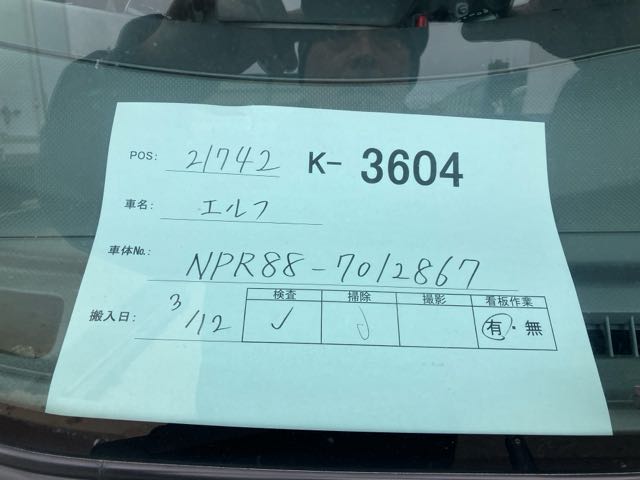 POS: 21742 K- 3604
車名: エルフ
車体No.: NPR88-7012867
搬入日: 3/12
検査 掃除 撮影 看板作業
✓ ✓ 有・無